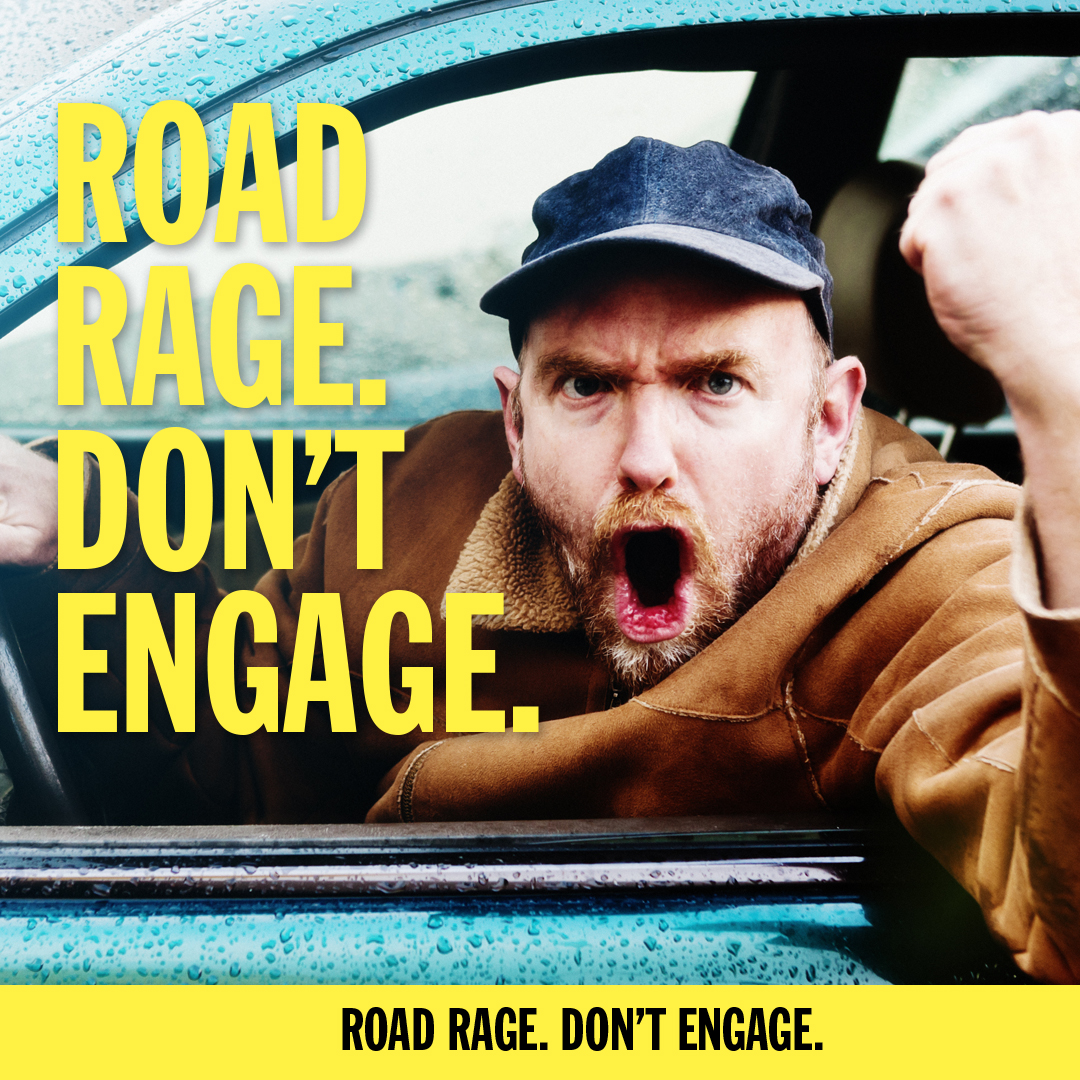 ROAD
RAGE.
DON'T
ENGAGE.
ROAD RAGE. DON'T ENGAGE.